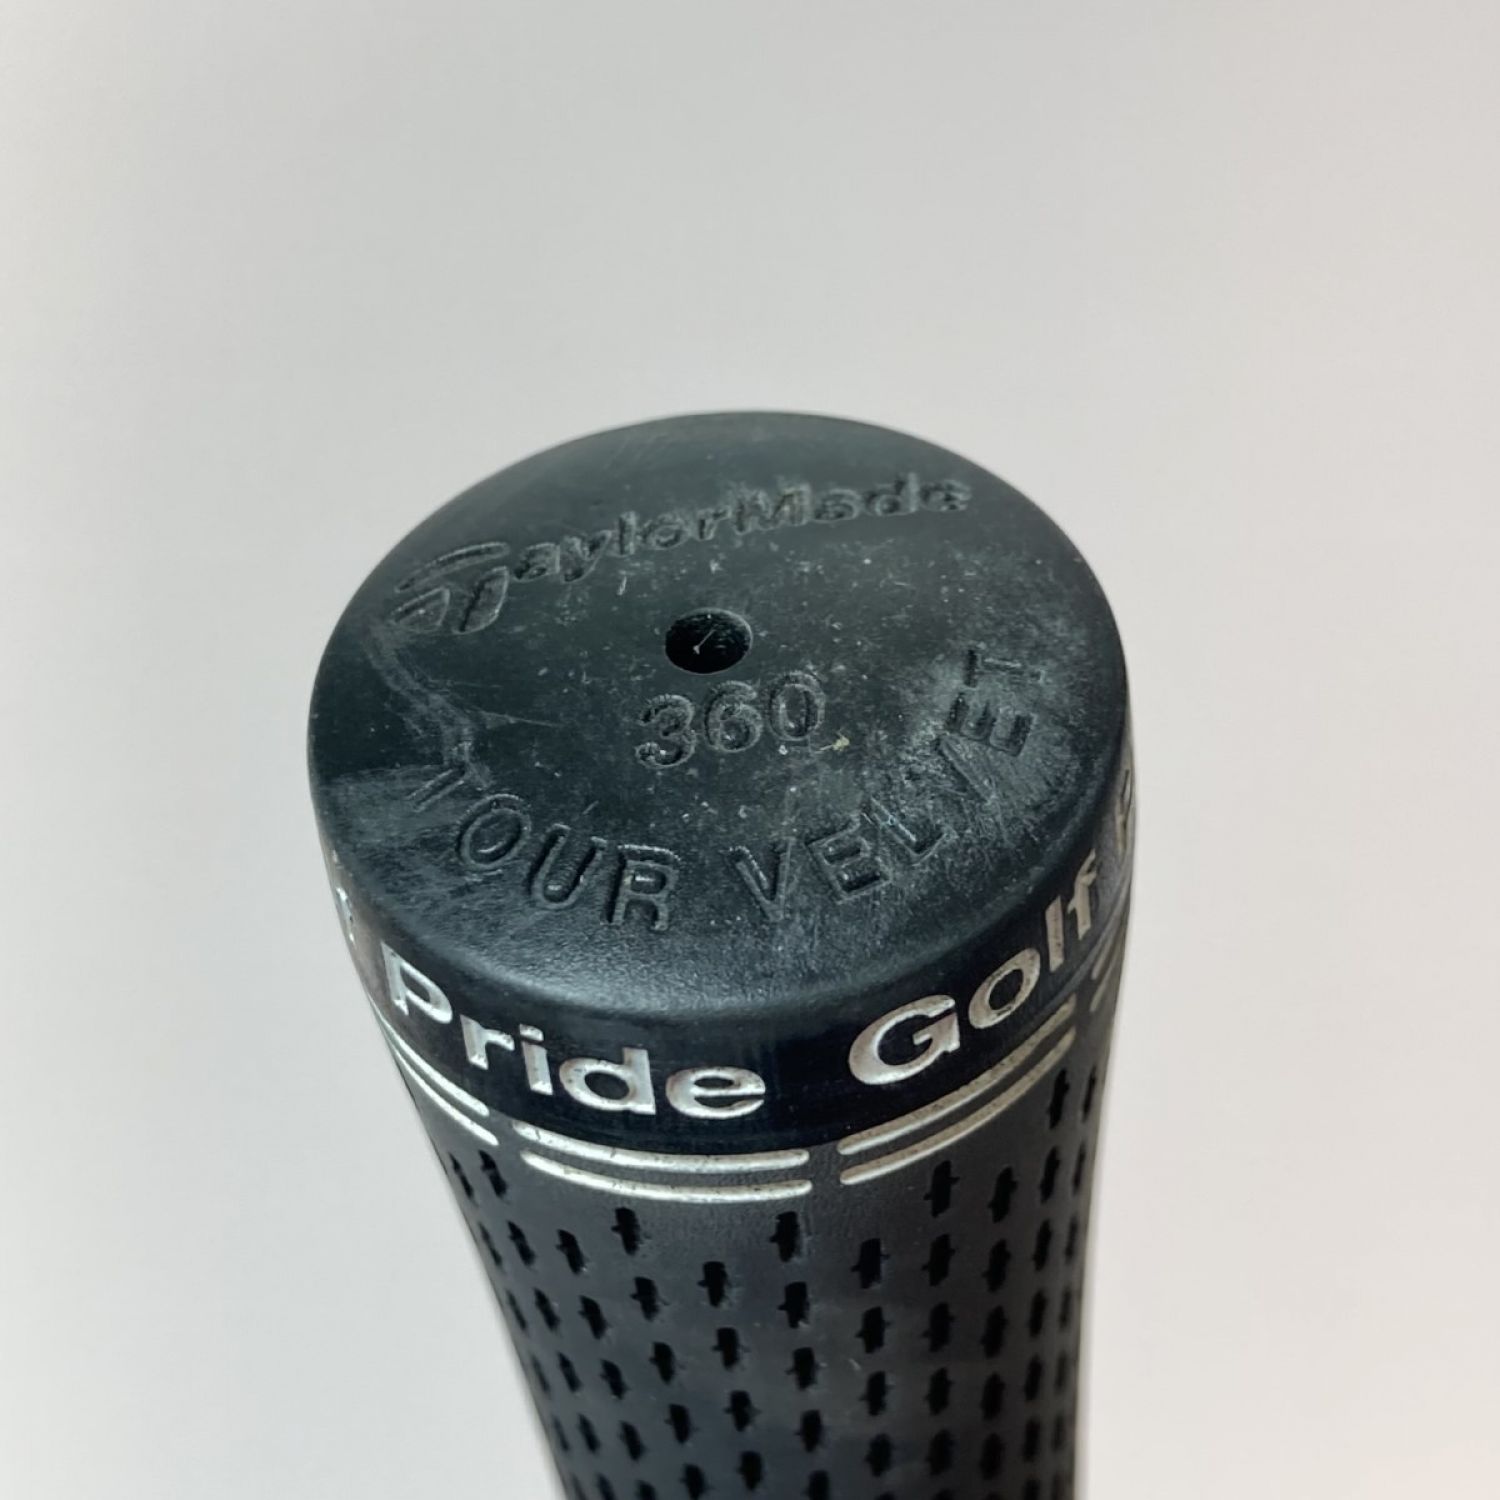 TaylorMade
360
TOUR VELVET
Pride Golf